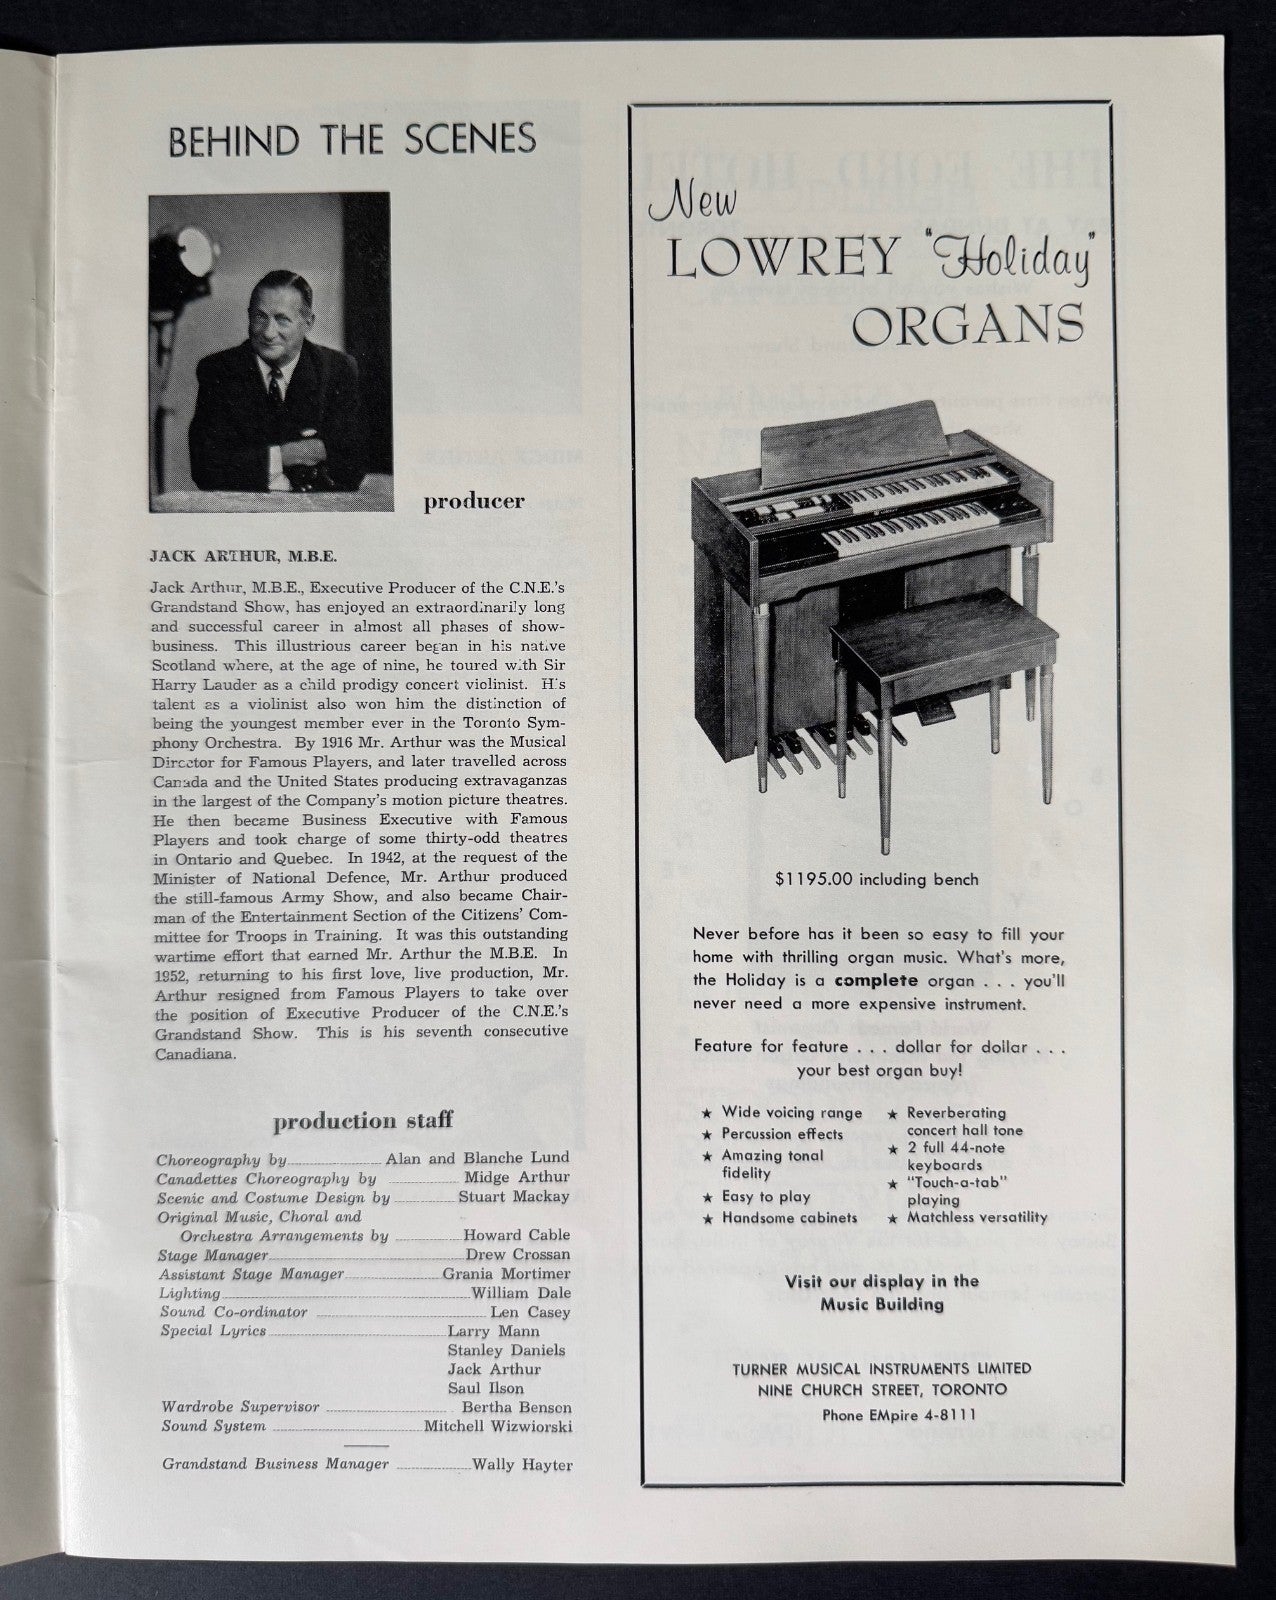 BEHIND THE SCENES
producer
JACK ARTHUR, M.B.E.
Jack Arthur, M.B.E., Executive Producer of the C.N.E.'s
Grandstand Show, has enjoyed an extraordinarily long
and successful career in almost all phases of show-
business. This illustrious career began in his native
Scotland where, at the age of nine, he toured with Sir
Harry Lauder as a child prodigy concert violinist. His
talent as a violinist also won him the distinction of
being the youngest member ever in the Toronto Sym-
phony Orchestra. By 1916 Mr. Arthur was the Musical
Director for Famous Players, and later travelled across
Canada and the United States producing extravaganzas
in the largest of the Company's motion picture theatres.
He then became Business Executive with Famous
Players and took charge of some thirty-odd theatres
in Ontario and Quebec. In 1942, at the request of the
Minister of National Defence, Mr. Arthur produced
the still-famous Army Show, and also became Chair-
man of the Entertainment Section of the Citizens' Com-
mittee for Troops in Training. It was this outstanding
wartime effort that earned Mr. Arthur the M.B.E. In
1952, returning to his first love, live production, Mr.
Arthur resigned from Famous Players to take over
the position of Executive Producer of the C.N.E.'s
Grandstand Show. This is his seventh consecutive
Canadiana.
production staff
Choreography by Alan and Blanche Lund
Canadettes Choreography by Midge Arthur
Scenic and Costume Design by Stuart Mackay
Original Music, Choral and
Orchestra Arrangements by Howard Cable
Stage Manager Drew Crossan
Assistant Stage Manager Grania Mortimer
Lighting William Dale
Sound Co-ordinator Len Casey
Special Lyrics Larry Mann
Stanley Daniels
Jack Arthur
Saul Ilson
Wardrobe Supervisor Bertha Benson
Sound System Mitchell Wizwiorski
Grandstand Business Manager Wally Hayter
New
LOWREY "Holiday"
ORGANS
$1195.00 including bench
Never before has it been so easy to fill your
home with thrilling organ music. What's more,
the Holiday is a complete organ . . . you'll
never need a more expensive instrument.
Feature for feature . . . dollar for dollar . . .
your best organ buy!
★ Wide voicing range
★ Percussion effects
★ Amazing tonal
fidelity
★ Easy to play
★ Handsome cabinets
★ Reverberating
concert hall tone
★ 2 full 44-note
keyboards
★ "Touch-a-tab"
playing
★ Matchless versatility
Visit our display in the
Music Building
TURNER MUSICAL INSTRUMENTS LIMITED
NINE CHURCH STREET, TORONTO
Phone EMpire 4-8111